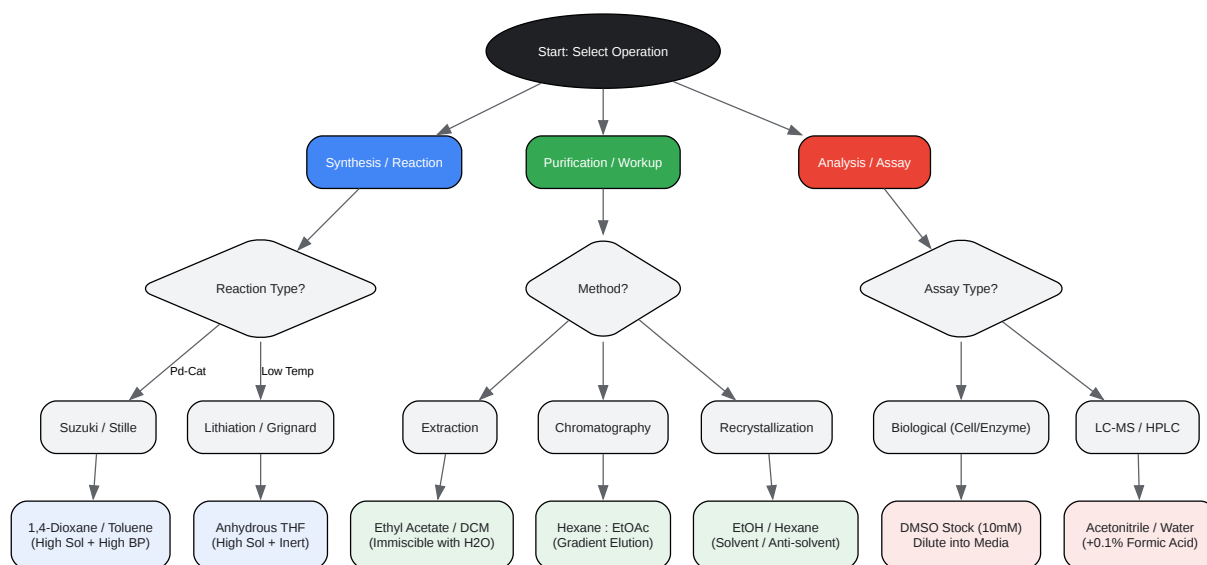 Start: Select Operation
Synthesis / Reaction
Purification / Workup
Analysis / Assay
Reaction Type?
Method?
Assay Type?
Pd-Cat
Low Temp
Suzuki / Stille
Lithiation / Grignard
Extraction
Chromatography
Recrystallization
Biological (Cell/Enzyme)
LC-MS / HPLC
1,4-Dioxane / Toluene
(High Sol + High BP)
Anhydrous THF
(High Sol + Inert)
Ethyl Acetate / DCM
(Immiscible with H2O)
Hexane : EtOAc
(Gradient Elution)
EtOH / Hexane
(Solvent / Anti-solvent)
DMSO Stock (10mM)
Dilute into Media
Acetonitrile / Water
(+0.1% Formic Acid)